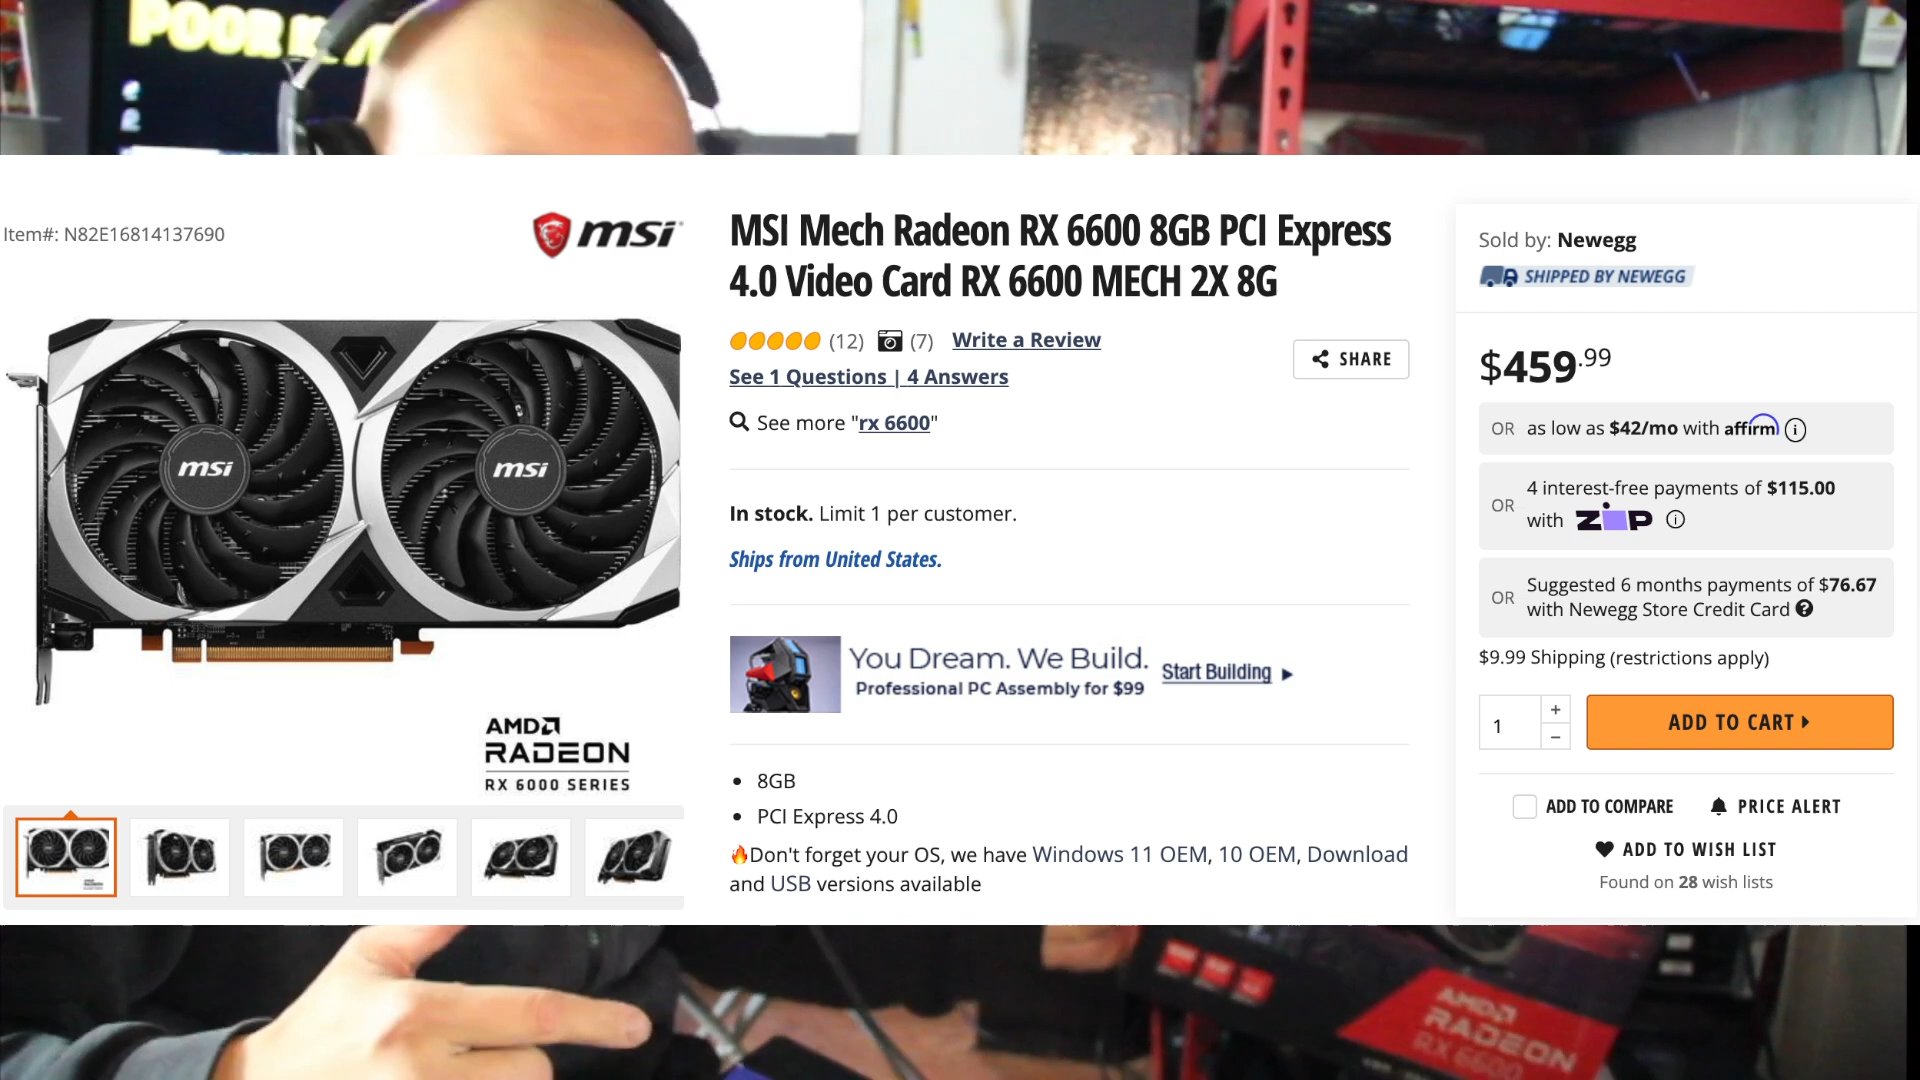 POOR
Item#: N82E16814137690
msi
msi
msi
AMD
RADEON
RX 6000 SERIES
MSI Mech Radeon RX 6600 8GB PCI Express
4.0 Video Card RX 6600 MECH 2X 8G
(12) (7) Write a Review
See 1 Questions | 4 Answers
SHARE
See more "rx 6600"
In stock. Limit 1 per customer.
Ships from United States.
You Dream. We Build.
Professional PC Assembly for $99
Start Building
• 8GB
• PCI Express 4.0
🔥Don't forget your OS, we have Windows 11 OEM, 10 OEM, Download
and USB versions available
Sold by: Newegg
SHIPPED BY NEWEGG
$459.99
OR as low as $42/mo with affirm
OR 4 interest-free payments of $115.00
with ZIP
OR Suggested 6 months payments of $76.67
with Newegg Store Credit Card
$9.99 Shipping (restrictions apply)
1 + −
ADD TO CART
ADD TO COMPARE
PRICE ALERT
ADD TO WISH LIST
Found on 28 wish lists
AMD
RADEON
RX 6600